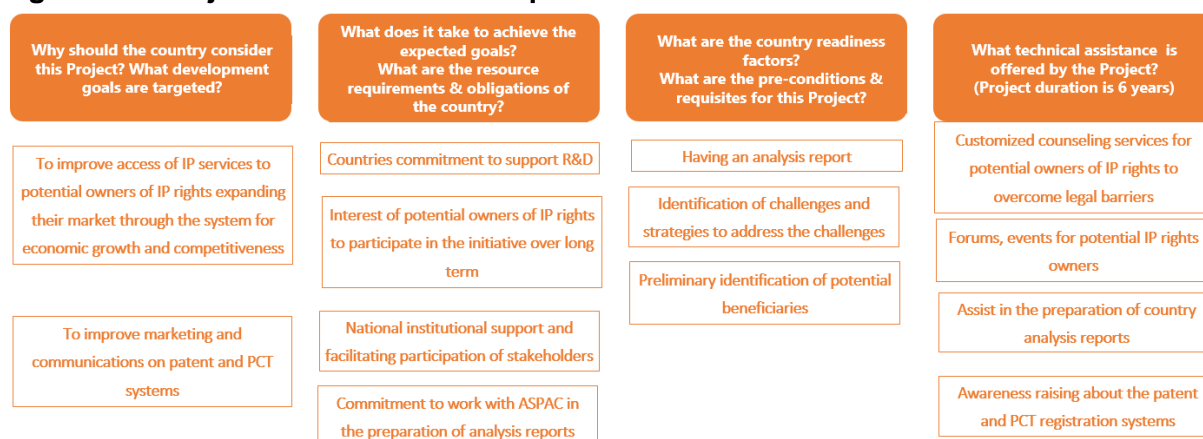 Why should the country consider
this Project? What development
goals are targeted?
To improve access of IP services to
potential owners of IP rights expanding
their market through the system for
economic growth and competitiveness
To improve marketing and
communications on patent and PCT
systems
What does it take to achieve the
expected goals?
What are the resource
requirements & obligations of
the country?
Countries commitment to support R&D
Interest of potential owners of IP rights
to participate in the initiative over long
term
National institutional support and
facilitating participation of stakeholders
Commitment to work with ASPAC in
the preparation of analysis reports
What are the country readiness
factors?
What are the pre-conditions &
requisites for this Project?
Having an analysis report
Identification of challenges and
strategies to address the challenges
Preliminary identification of potential
beneficiaries
What technical assistance is
offered by the Project?
(Project duration is 6 years)
Customized counseling services for
potential owners of IP rights to
overcome legal barriers
Forums, events for potential IP rights
owners
Assist in the preparation of country
analysis reports
Awareness raising about the patent
and PCT registration systems